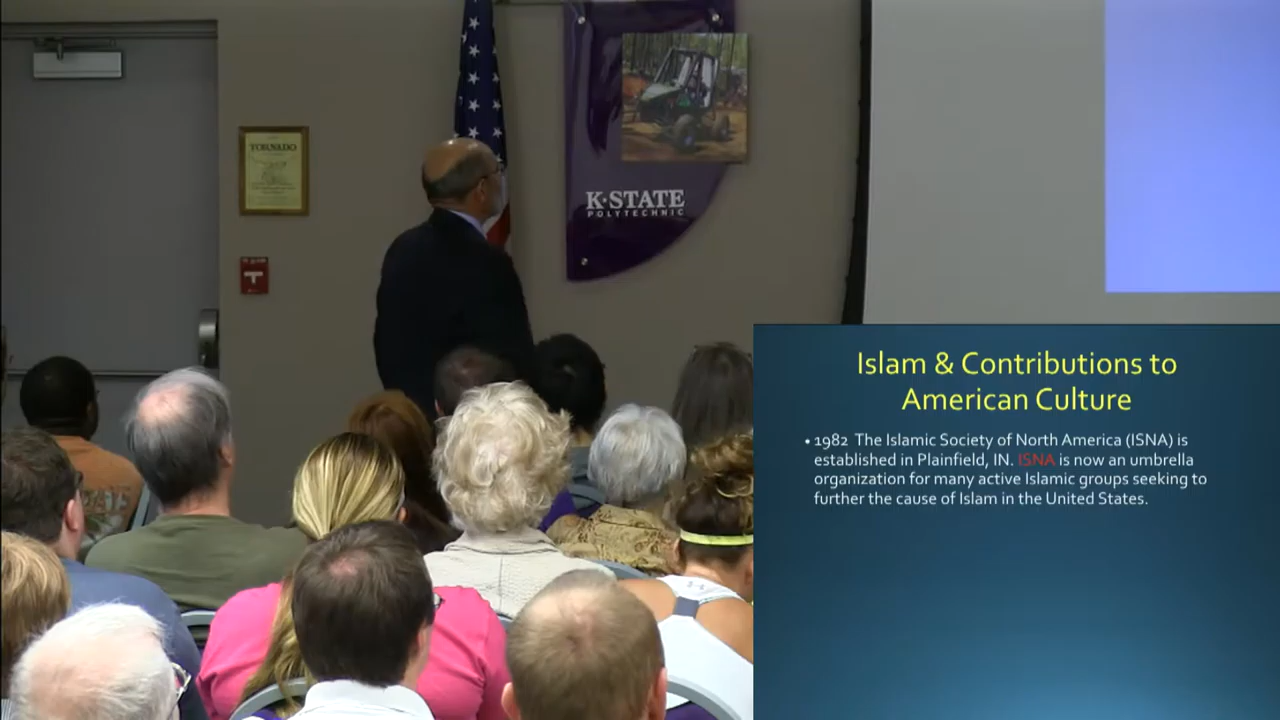 TORNADO
K·STATE
POLYTECHNIC
Islam & Contributions to
American Culture
• 1982 The Islamic Society of North America (ISNA) is
established in Plainfield, IN. ISNA is now an umbrella
organization for many active Islamic groups seeking to
further the cause of Islam in the United States.